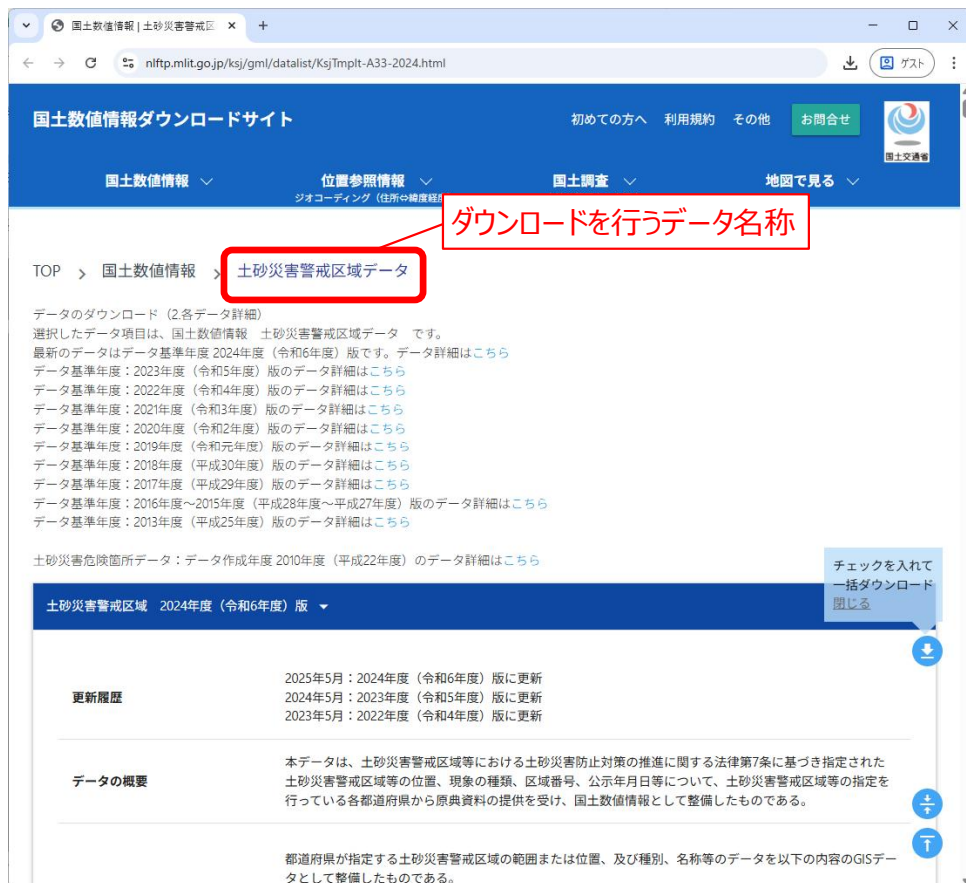 国土数値情報 | 土砂災害警戒区
nlftp.mlit.go.jp/ksj/gml/datalist/KsjTmplt-A33-2024.html
ゲスト
国土数値情報ダウンロードサイト
初めての方へ 利用規約 その他 お問合せ
国土交通省
国土数値情報 位置参照情報 国土調査 地図で見る
ジオコーディング（住所⇔緯度経度
ダウンロードを行うデータ名称
TOP > 国土数値情報 > 土砂災害警戒区域データ
データのダウンロード（2.各データ詳細）
選択したデータ項目は、国土数値情報 土砂災害警戒区域データ です。
最新のデータはデータ基準年度 2024年度（令和6年度）版です。データ詳細はこちら
データ基準年度：2023年度（令和5年度）版のデータ詳細はこちら
データ基準年度：2022年度（令和4年度）版のデータ詳細はこちら
データ基準年度：2021年度（令和3年度）版のデータ詳細はこちら
データ基準年度：2020年度（令和2年度）版のデータ詳細はこちら
データ基準年度：2019年度（令和元年度）版のデータ詳細はこちら
データ基準年度：2018年度（平成30年度）版のデータ詳細はこちら
データ基準年度：2017年度（平成29年度）版のデータ詳細はこちら
データ基準年度：2016年度～2015年度（平成28年度～平成27年度）版のデータ詳細はこちら
データ基準年度：2013年度（平成25年度）版のデータ詳細はこちら
土砂災害危険箇所データ：データ作成年度 2010年度（平成22年度）のデータ詳細はこちら
チェックを入れて
一括ダウンロード
閉じる
土砂災害警戒区域 2024年度（令和6年度）版
更新履歴
2025年5月：2024年度（令和6年度）版に更新
2024年5月：2023年度（令和5年度）版に更新
2023年5月：2022年度（令和4年度）版に更新
データの概要
本データは、土砂災害警戒区域等における土砂災害防止対策の推進に関する法律第7条に基づき指定された
土砂災害警戒区域等の位置、現象の種類、区域番号、公示年月日等について、土砂災害警戒区域等の指定を
行っている各都道府県から原典資料の提供を受け、国土数値情報として整備したものである。
都道府県が指定する土砂災害警戒区域の範囲または位置、及び種別、名称等のデータを以下の内容のGISデー
タとして整備したものである。